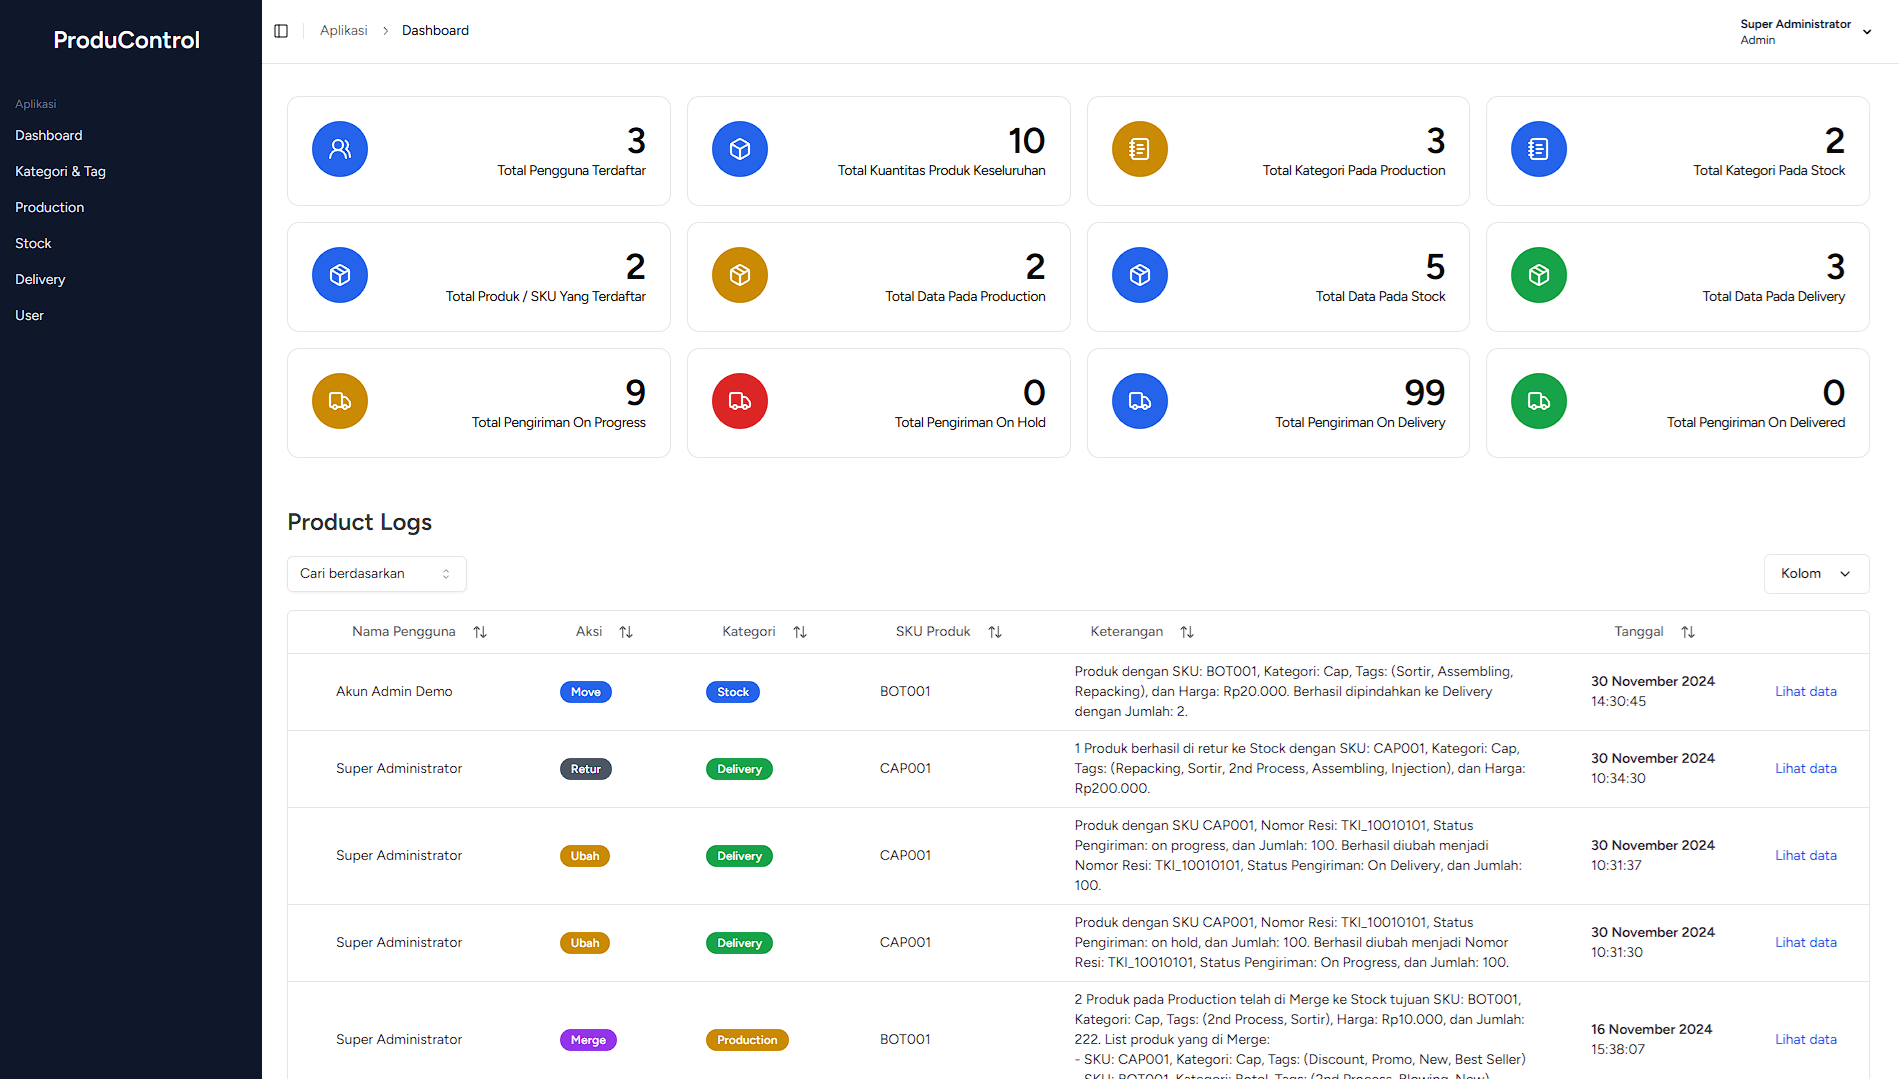 ProduControl
Aplikasi
Dashboard
Kategori & Tag
Production
Stock
Delivery
User
Aplikasi > Dashboard
Super Administrator
Admin
3
Total Pengguna Terdaftar
10
Total Kuantitas Produk Keseluruhan
3
Total Kategori Pada Production
2
Total Kategori Pada Stock
2
Total Produk / SKU Yang Terdaftar
2
Total Data Pada Production
5
Total Data Pada Stock
3
Total Data Pada Delivery
9
Total Pengiriman On Progress
0
Total Pengiriman On Hold
99
Total Pengiriman On Delivery
0
Total Pengiriman On Delivered
Product Logs
Cari berdasarkan
Kolom
Nama Pengguna Aksi Kategori SKU Produk Keterangan Tanggal
Akun Admin Demo
Move
Stock
BOT001
Produk dengan SKU: BOT001, Kategori: Cap, Tags: (Sortir, Assembling,
Repacking), dan Harga: Rp20.000. Berhasil dipindahkan ke Delivery
dengan Jumlah: 2.
30 November 2024
14:30:45
Lihat data
Super Administrator
Retur
Delivery
CAP001
1 Produk berhasil di retur ke Stock dengan SKU: CAP001, Kategori: Cap,
Tags: (Repacking, Sortir, 2nd Process, Assembling, Injection), dan Harga:
Rp200.000.
30 November 2024
10:34:30
Lihat data
Super Administrator
Ubah
Delivery
CAP001
Produk dengan SKU CAP001, Nomor Resi: TKI_10010101, Status
Pengiriman: on progress, dan Jumlah: 100. Berhasil diubah menjadi
Nomor Resi: TKI_10010101, Status Pengiriman: On Delivery, dan Jumlah:
100.
30 November 2024
10:31:37
Lihat data
Super Administrator
Ubah
Delivery
CAP001
Produk dengan SKU CAP001, Nomor Resi: TKI_10010101, Status
Pengiriman: on hold, dan Jumlah: 100. Berhasil diubah menjadi Nomor
Resi: TKI_10010101, Status Pengiriman: On Progress, dan Jumlah: 100.
30 November 2024
10:31:30
Lihat data
Super Administrator
Merge
Production
BOT001
2 Produk pada Production telah di Merge ke Stock tujuan SKU: BOT001,
Kategori: Cap, Tags: (2nd Process, Sortir), Harga: Rp10.000, dan Jumlah:
222. List produk yang di Merge:
- SKU: CAP001, Kategori: Cap, Tags: (Discount, Promo, New, Best Seller)
- SKU: BOT001, Kategori: Botol, Tags: (2nd Process, Blowing, New)
16 November 2024
15:38:07
Lihat data